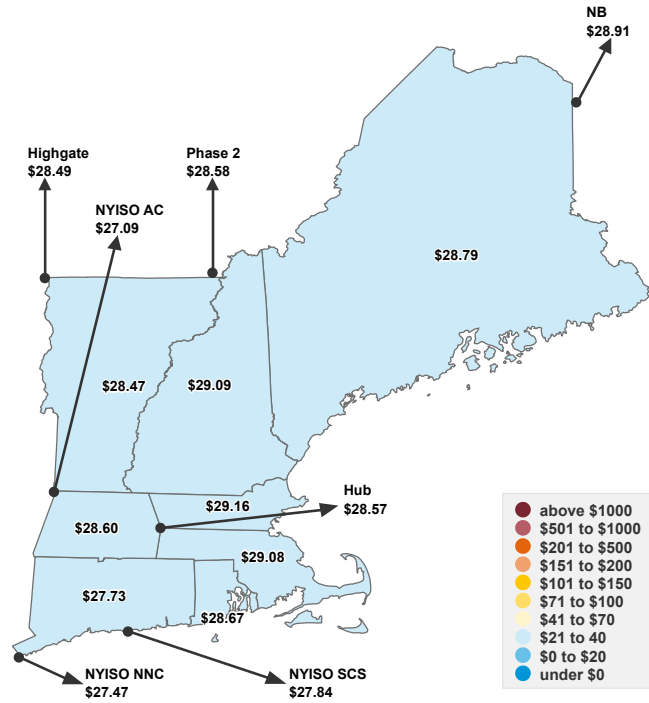 NB
$28.91
Highgate
$28.49
Phase 2
$28.58
NYISO AC
$27.09
$28.79
$28.47
$29.09
Hub
$28.57
$29.16
$28.60
$29.08
$27.73
$28.67
NYISO NNC
$27.47
NYISO SCS
$27.84
above $1000
$501 to $1000
$201 to $500
$151 to $200
$101 to $150
$71 to $100
$41 to $70
$21 to 40
$0 to $20
under $0